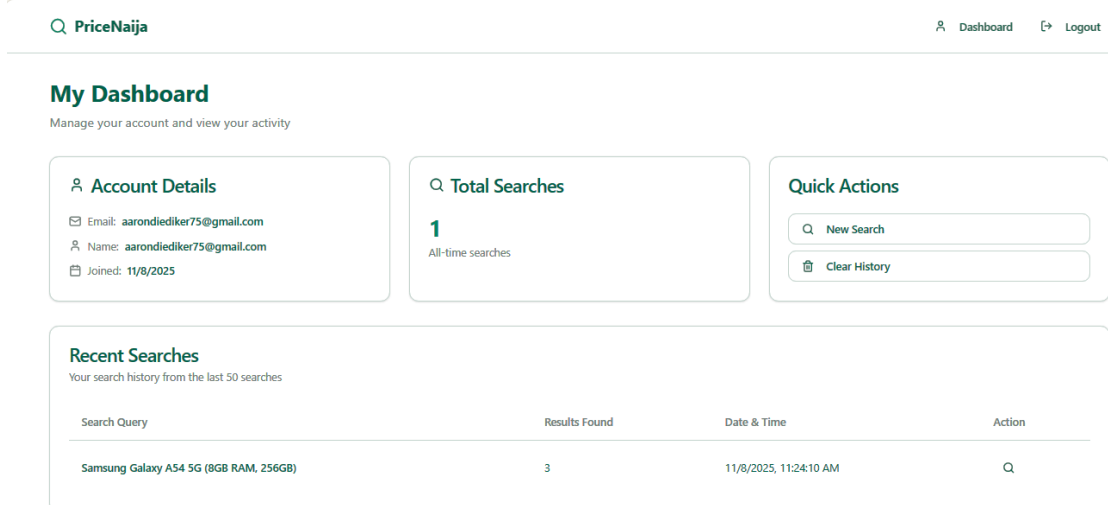 PriceNaija
Dashboard
Logout
My Dashboard
Manage your account and view your activity
Account Details
Email: aarondiediker75@gmail.com
Name: aarondiediker75@gmail.com
Joined: 11/8/2025
Total Searches
1
All-time searches
Quick Actions
New Search
Clear History
Recent Searches
Your search history from the last 50 searches
Search Query Results Found Date & Time Action
Samsung Galaxy A54 5G (8GB RAM, 256GB) 3 11/8/2025, 11:24:10 AM